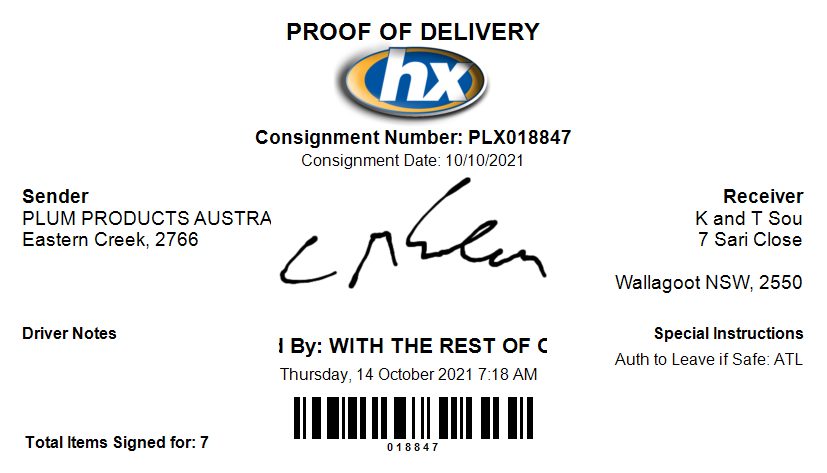 PROOF OF DELIVERY
hx
Consignment Number: PLX018847
Consignment Date: 10/10/2021
Sender
PLUM PRODUCTS AUSTRA
Eastern Creek, 2766
Receiver
K and T Sou
7 Sari Close
Wallagoot NSW, 2550
Driver Notes
Special Instructions
Auth to Leave if Safe: ATL
d By: WITH THE REST OF
Thursday, 14 October 2021 7:18 AM
018847
Total Items Signed for: 7